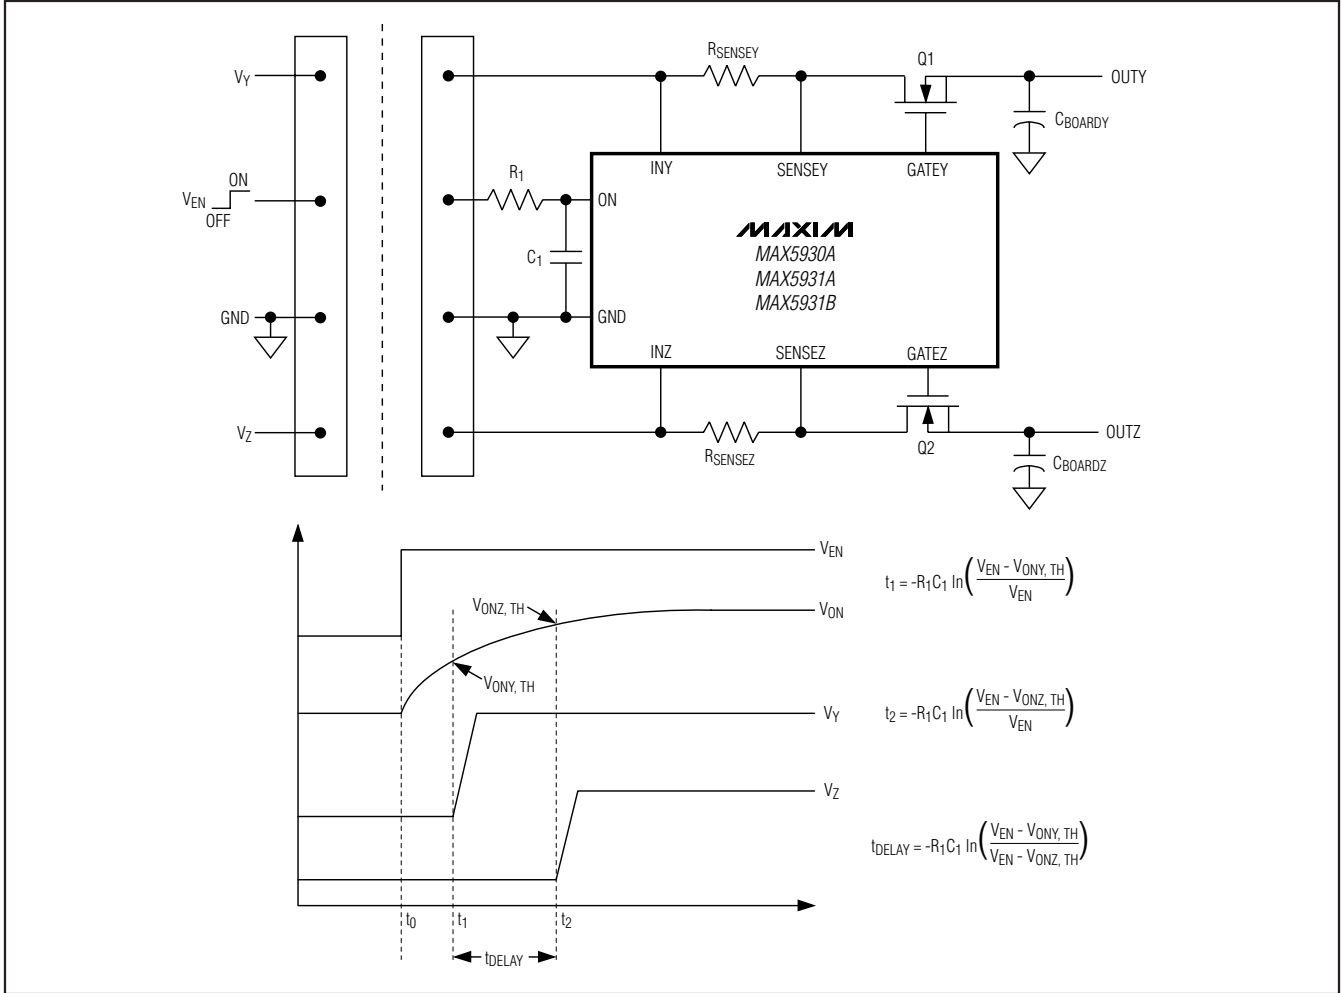 RSENSEY
Q1
VY
OUTY
CBOARDY
INY
SENSEY
GATEY
R1
ON
VEN
OFF
ON
C1
MAXIM
MAX5930A
MAX5931A
MAX5931B
GND
GND
INZ
SENSEZ
GATEZ
VZ
RSENSEZ
Q2
OUTZ
CBOARDZ
VEN
t1 = -R1C1 ln(VEN - VONY, TH / VEN)
VONZ, TH
VON
VONY, TH
VY
t2 = -R1C1 ln(VEN - VONZ, TH / VEN)
VZ
tDELAY = -R1C1 ln(VEN - VONY, TH / VEN - VONZ, TH)
t0
t1
t2
tDELAY